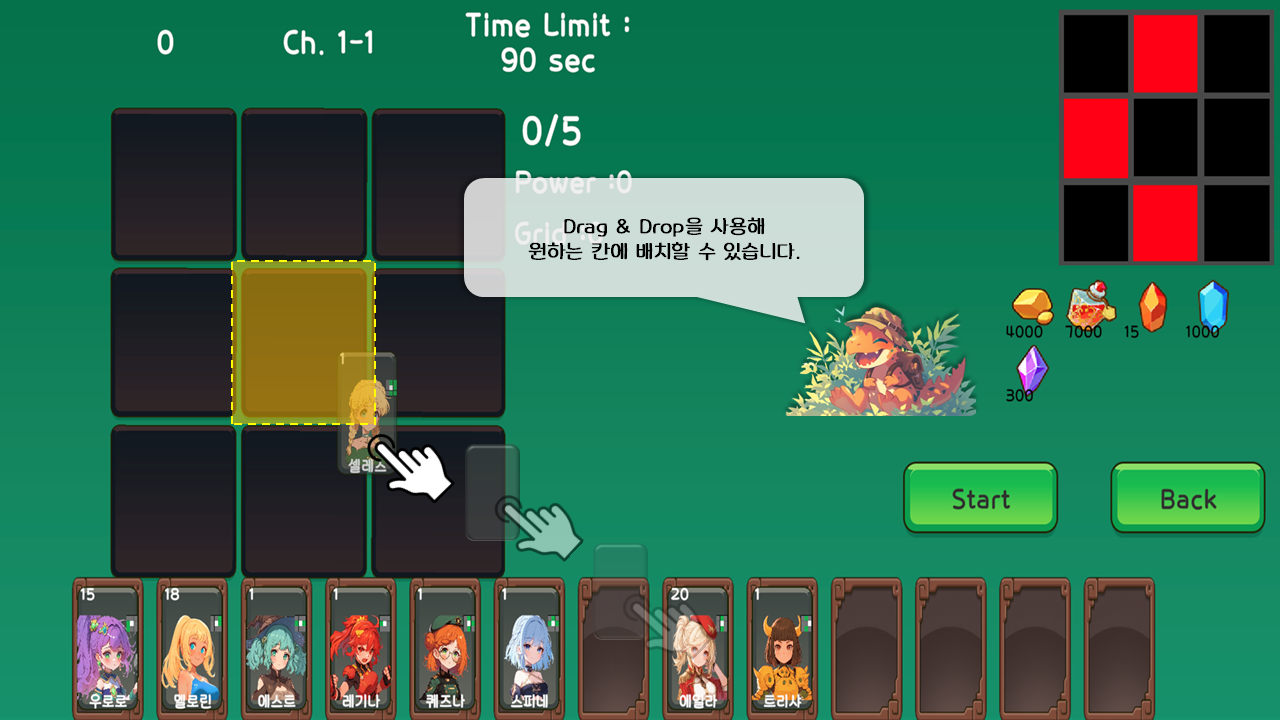 0
Ch. 1-1
Time Limit :
90 sec
0/5
Power :0
Drag & Drop을 사용해
원하는 칸에 배치할 수 있습니다.
4000
7000
15
1000
300
1
셀레스
Start
Back
15
18
1
1
1
1
20
1
우로로
멜로린
에스트
레기나
퀴즈나
스피네
에일라
트리샤